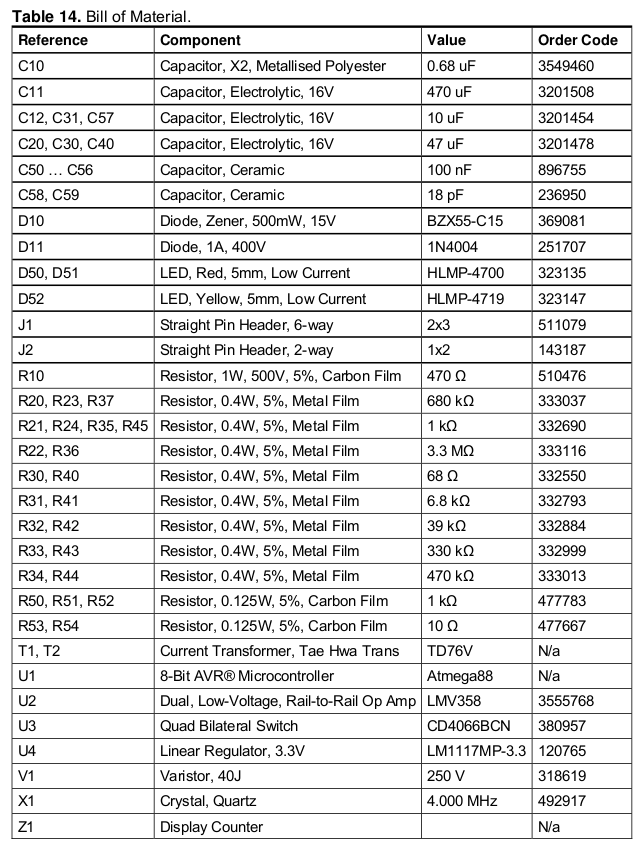 Table 14. Bill of Material.
Reference Component Value Order Code
C10 Capacitor, X2, Metallised Polyester 0.68 uF 3549460
C11 Capacitor, Electrolytic, 16V 470 uF 3201508
C12, C31, C57 Capacitor, Electrolytic, 16V 10 uF 3201454
C20, C30, C40 Capacitor, Electrolytic, 16V 47 uF 3201478
C50 … C56 Capacitor, Ceramic 100 nF 896755
C58, C59 Capacitor, Ceramic 18 pF 236950
D10 Diode, Zener, 500mW, 15V BZX55-C15 369081
D11 Diode, 1A, 400V 1N4004 251707
D50, D51 LED, Red, 5mm, Low Current HLMP-4700 323135
D52 LED, Yellow, 5mm, Low Current HLMP-4719 323147
J1 Straight Pin Header, 6-way 2x3 511079
J2 Straight Pin Header, 2-way 1x2 143187
R10 Resistor, 1W, 500V, 5%, Carbon Film 470 Ω 510476
R20, R23, R37 Resistor, 0.4W, 5%, Metal Film 680 kΩ 333037
R21, R24, R35, R45 Resistor, 0.4W, 5%, Metal Film 1 kΩ 332690
R22, R36 Resistor, 0.4W, 5%, Metal Film 3.3 MΩ 333116
R30, R40 Resistor, 0.4W, 5%, Metal Film 68 Ω 332550
R31, R41 Resistor, 0.4W, 5%, Metal Film 6.8 kΩ 332793
R32, R42 Resistor, 0.4W, 5%, Metal Film 39 kΩ 332884
R33, R43 Resistor, 0.4W, 5%, Metal Film 330 kΩ 332999
R34, R44 Resistor, 0.4W, 5%, Metal Film 470 kΩ 333013
R50, R51, R52 Resistor, 0.125W, 5%, Carbon Film 1 kΩ 477783
R53, R54 Resistor, 0.125W, 5%, Carbon Film 10 Ω 477667
T1, T2 Current Transformer, Tae Hwa Trans TD76V N/a
U1 8-Bit AVR® Microcontroller Atmega88 N/a
U2 Dual, Low-Voltage, Rail-to-Rail Op Amp LMV358 3555768
U3 Quad Bilateral Switch CD4066BCN 380957
U4 Linear Regulator, 3.3V LM1117MP-3.3 120765
V1 Varistor, 40J 250 V 318619
X1 Crystal, Quartz 4.000 MHz 492917
Z1 Display Counter N/a